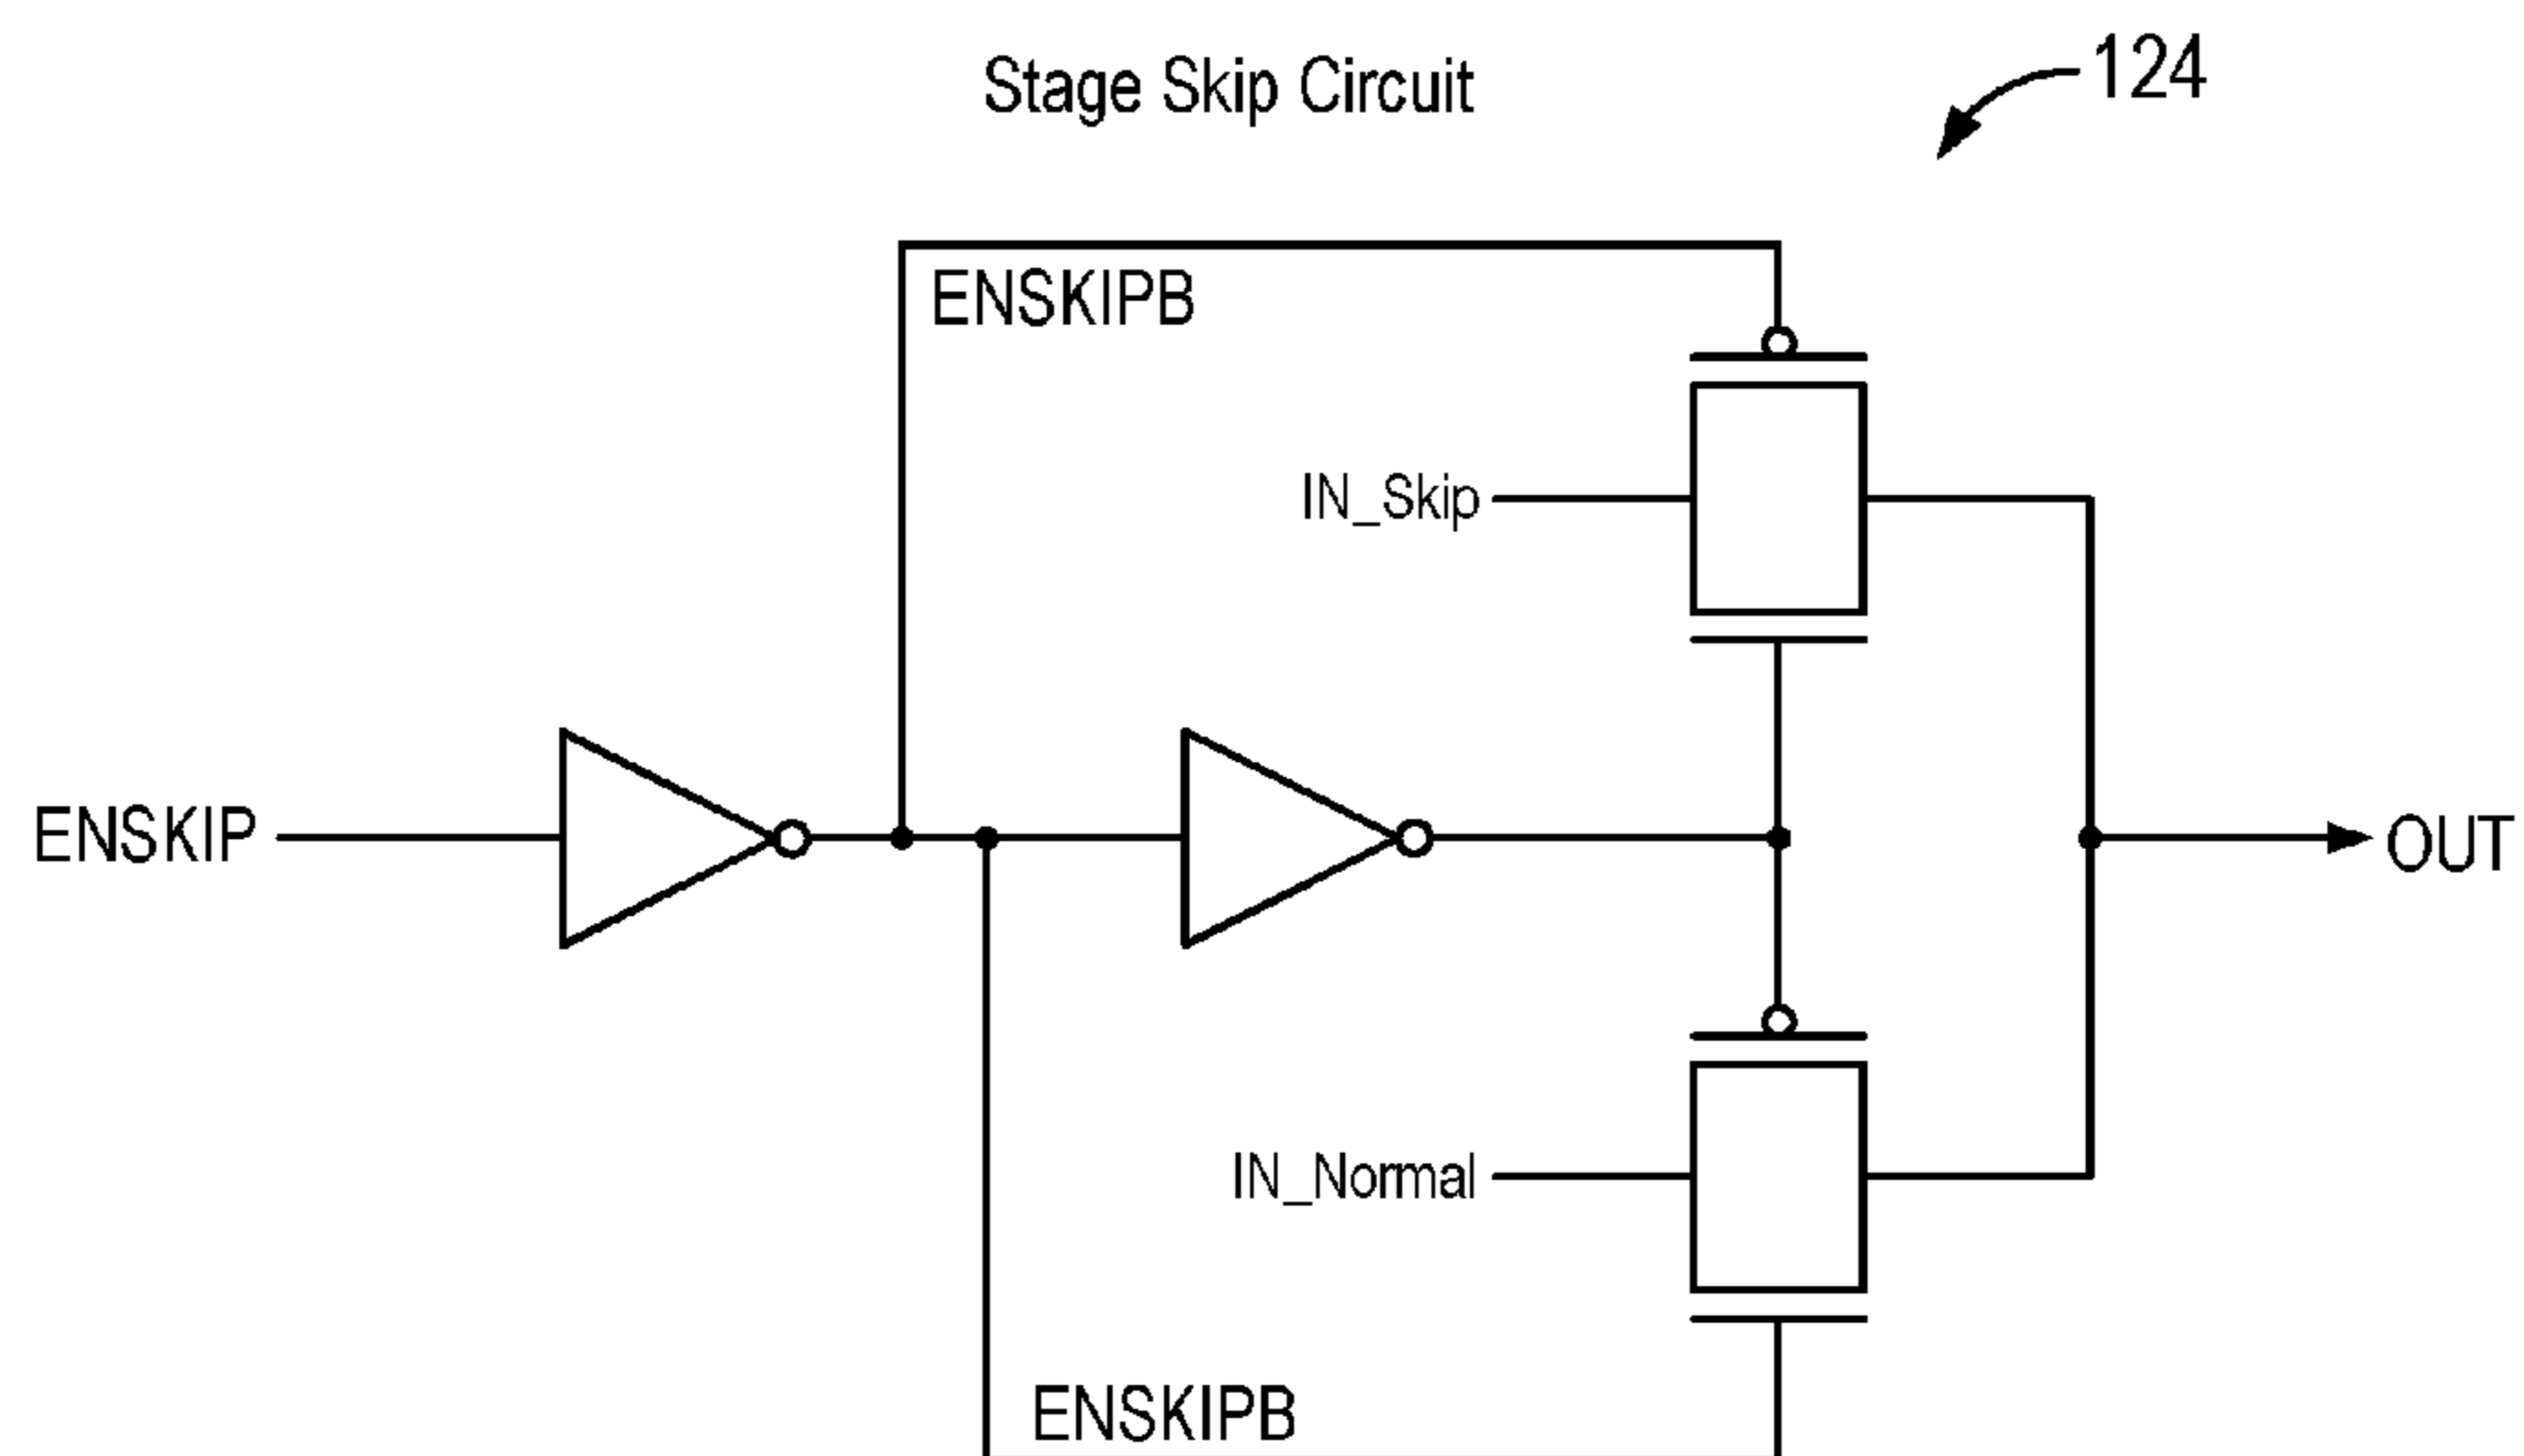 Stage Skip Circuit
124
ENSKIPB
IN_Skip
ENSKIP
OUT
IN_Normal
ENSKIPB